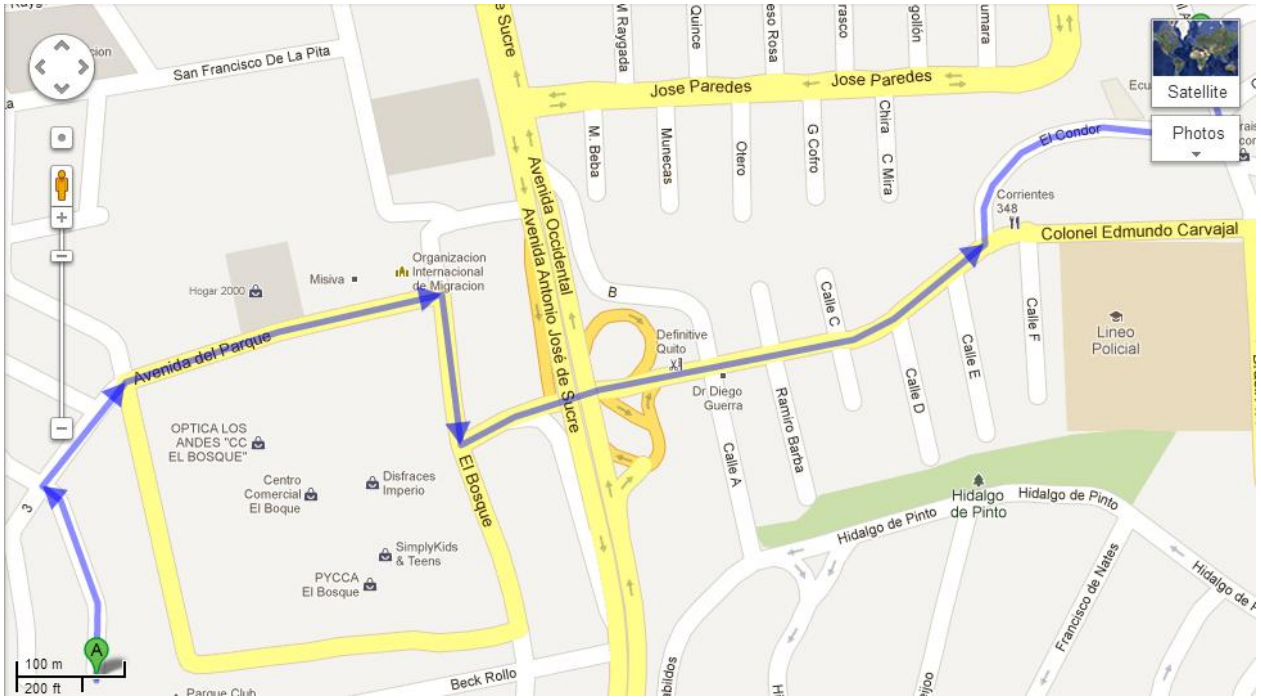 San Francisco De La Pita
e Sucre
M Raygada
Quince
eso Rosa
rasco
gollón
umara
Satellite
Photos
Jose Paredes
Jose Paredes
M. Beba
Munecas
Otero
G Cofro
Chira
C Mira
El Condor
Corrientes
348
Colonel Edmundo Carvajal
Avenida Occidental
Avenida Antonio José de Sucre
Organizacion
Internacional
de Migracion
Misiva
Hogar 2000
B
Avenida del Parque
Definitive
Quito
Dr Diego
Guerra
Calle A
Ramiro Barba
Calle C
Calle D
Calle E
Calle F
Lineo
Policial
OPTICA LOS
ANDES "CC
EL BOSQUE"
Centro
Comercial
El Boque
Disfraces
Imperio
El Bosque
SimplyKids
& Teens
PYCCA
El Bosque
3
A
Hidalgo
de Pinto
Hidalgo de Pinto
Hidalgo de Pinto
Hidalgo de P
Francisco de Nates
Beck Rollo
abildos
Hi
ijoo
Parque Club
100 m
200 ft